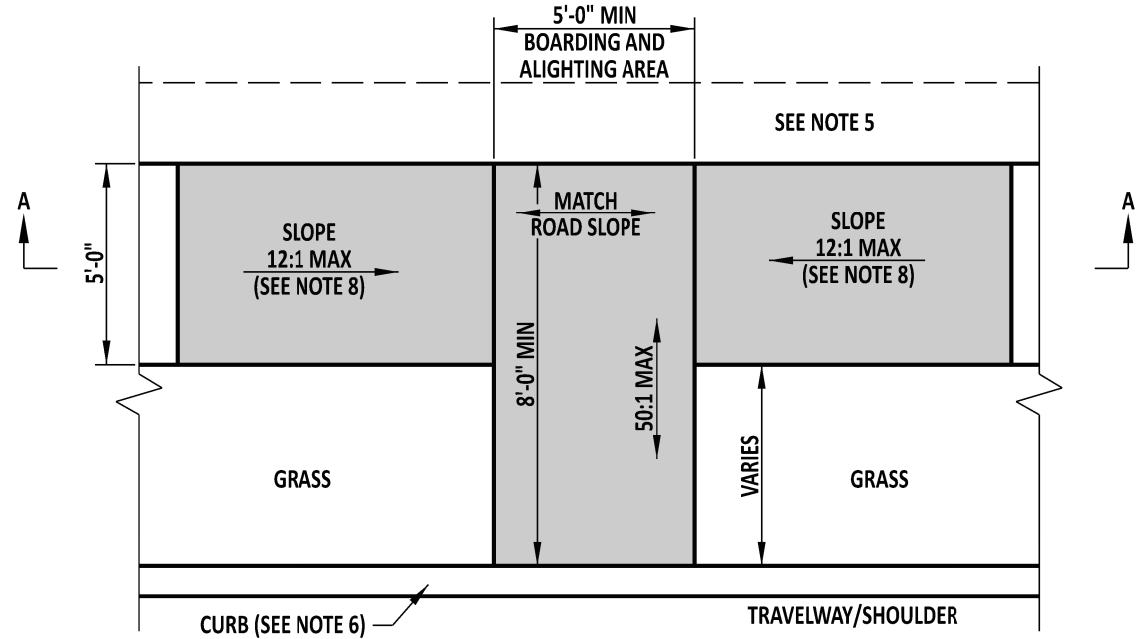 5'-0" MIN
BOARDING AND
ALIGHTING AREA
SEE NOTE 5
A
A
MATCH
ROAD SLOPE
SLOPE
12:1 MAX
(SEE NOTE 8)
SLOPE
12:1 MAX
(SEE NOTE 8)
5'-0"
8'-0" MIN
50:1 MAX
VARIES
GRASS
GRASS
CURB (SEE NOTE 6)
TRAVELWAY/SHOULDER